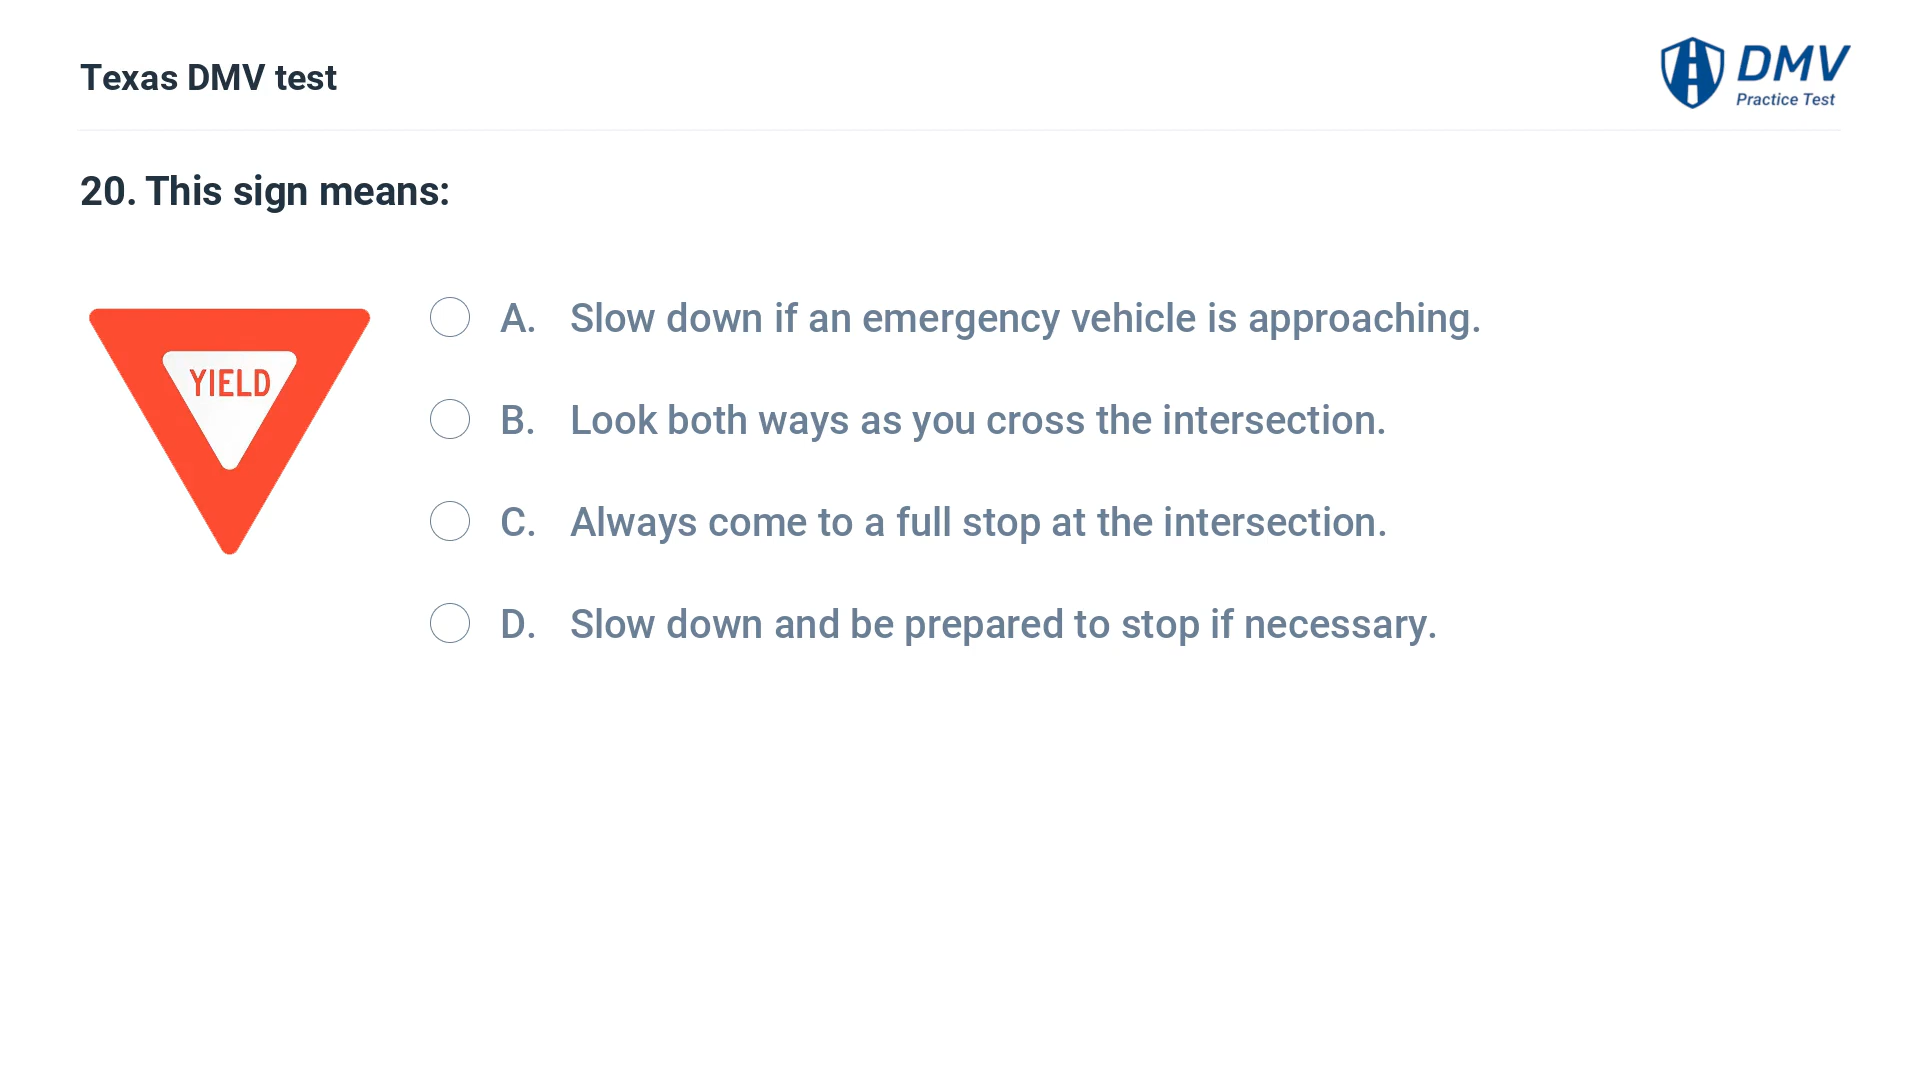 Texas DMV test
DMV
Practice Test
20. This sign means:
YIELD
A. Slow down if an emergency vehicle is approaching.
B. Look both ways as you cross the intersection.
C. Always come to a full stop at the intersection.
D. Slow down and be prepared to stop if necessary.